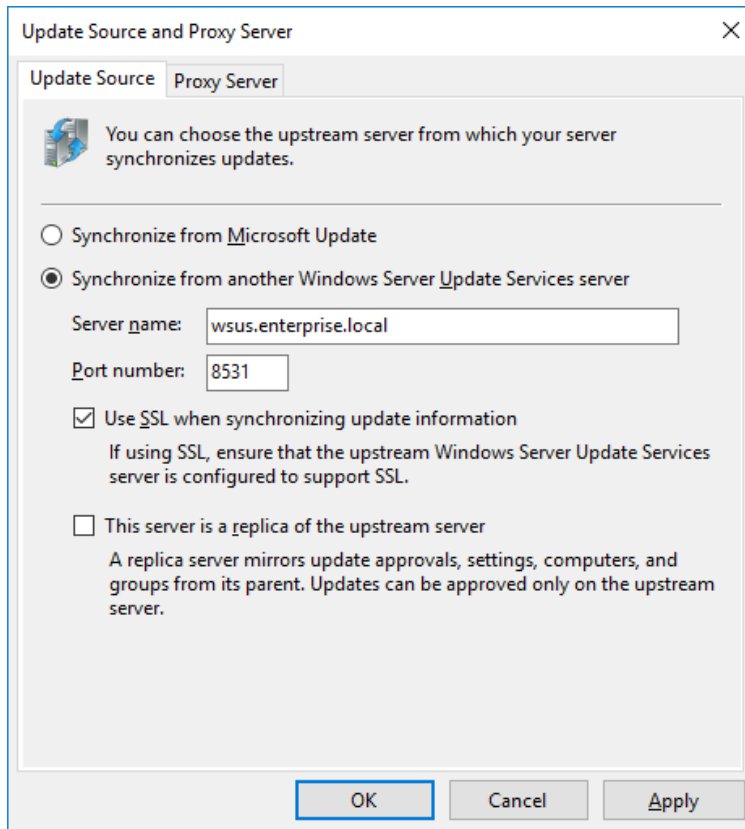 Update Source and Proxy Server
Update Source
Proxy Server
You can choose the upstream server from which your server
synchronizes updates.
Synchronize from Microsoft Update
Synchronize from another Windows Server Update Services server
Server name:
wsus.enterprise.local
Port number:
8531
Use SSL when synchronizing update information
If using SSL, ensure that the upstream Windows Server Update Services
server is configured to support SSL.
This server is a replica of the upstream server
A replica server mirrors update approvals, settings, computers, and
groups from its parent. Updates can be approved only on the upstream
server.
OK
Cancel
Apply